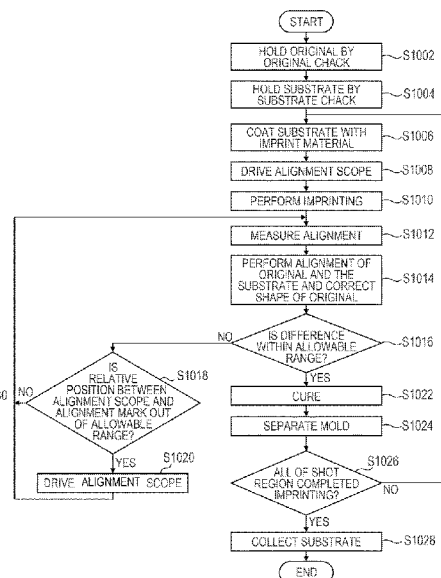 START
HOLD ORIGINAL BY
ORIGINAL CHACK
S1002
HOLD SUBSTRATE BY
SUBSTRATE CHACK
S1004
COAT SUBSTRATE WITH
IMPRINT MATERIAL
S1006
DRIVE ALIGNMENT SCOPE
S1008
PERFORM IMPRINTING
S1010
MEASURE ALIGNMENT
S1012
PERFORM ALIGNMENT OF
ORIGINAL AND THE
SUBSTRATE AND CORRECT
SHAPE OF ORIGINAL
S1014
NO
IS DIFFERENCE
WITHIN ALLOWABLE
RANGE?
S1016
YES
IS
RELATIVE
POSITION BETWEEN
ALIGNMENT SCOPE AND
ALIGNMENT MARK OUT
OF ALLOWABLE
RANGE?
S1018
NO
YES
DRIVE ALIGNMENT SCOPE
S1020
CURE
S1022
SEPARATE MOLD
S1024
ALL OF SHOT
REGION COMPLETED
IMPRINTING?
S1026
NO
YES
COLLECT SUBSTRATE
S1028
END